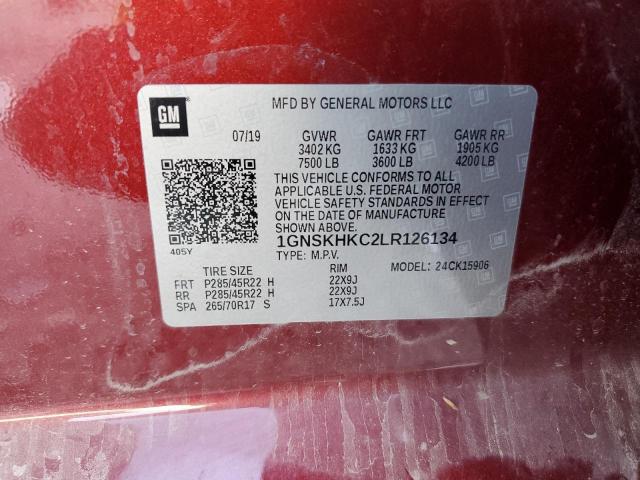 GM
MFD BY GENERAL MOTORS LLC
07/19 GVWR GAWR FRT GAWR RR
3402 KG 1633 KG 1905 KG
7500 LB 3600 LB 4200 LB
THIS VEHICLE CONFORMS TO ALL
APPLICABLE U.S. FEDERAL MOTOR
VEHICLE SAFETY STANDARDS IN EFFECT
ON THE DATE OF MANUFACTURE
SHOWN ABOVE.
405Y
1GNSKHKC2LR126134
TYPE: M.P.V. MODEL: 24CK15906
TIRE SIZE RIM
FRT P285/45R22 H 22X9J
RR P285/45R22 H 22X9J
SPA 265/70R17 S 17X7.5J